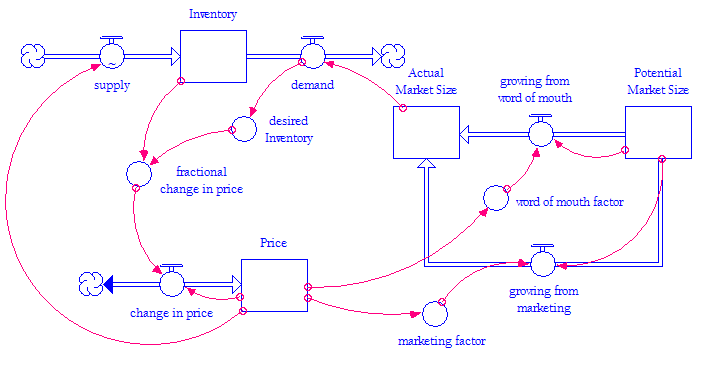 Inventory
supply
demand
Actual
Market Size
growing from
word of mouth
Potential
Market Size
desired
Inventory
fractional
change in price
word of mouth factor
Price
change in price
growing from
marketing
marketing factor